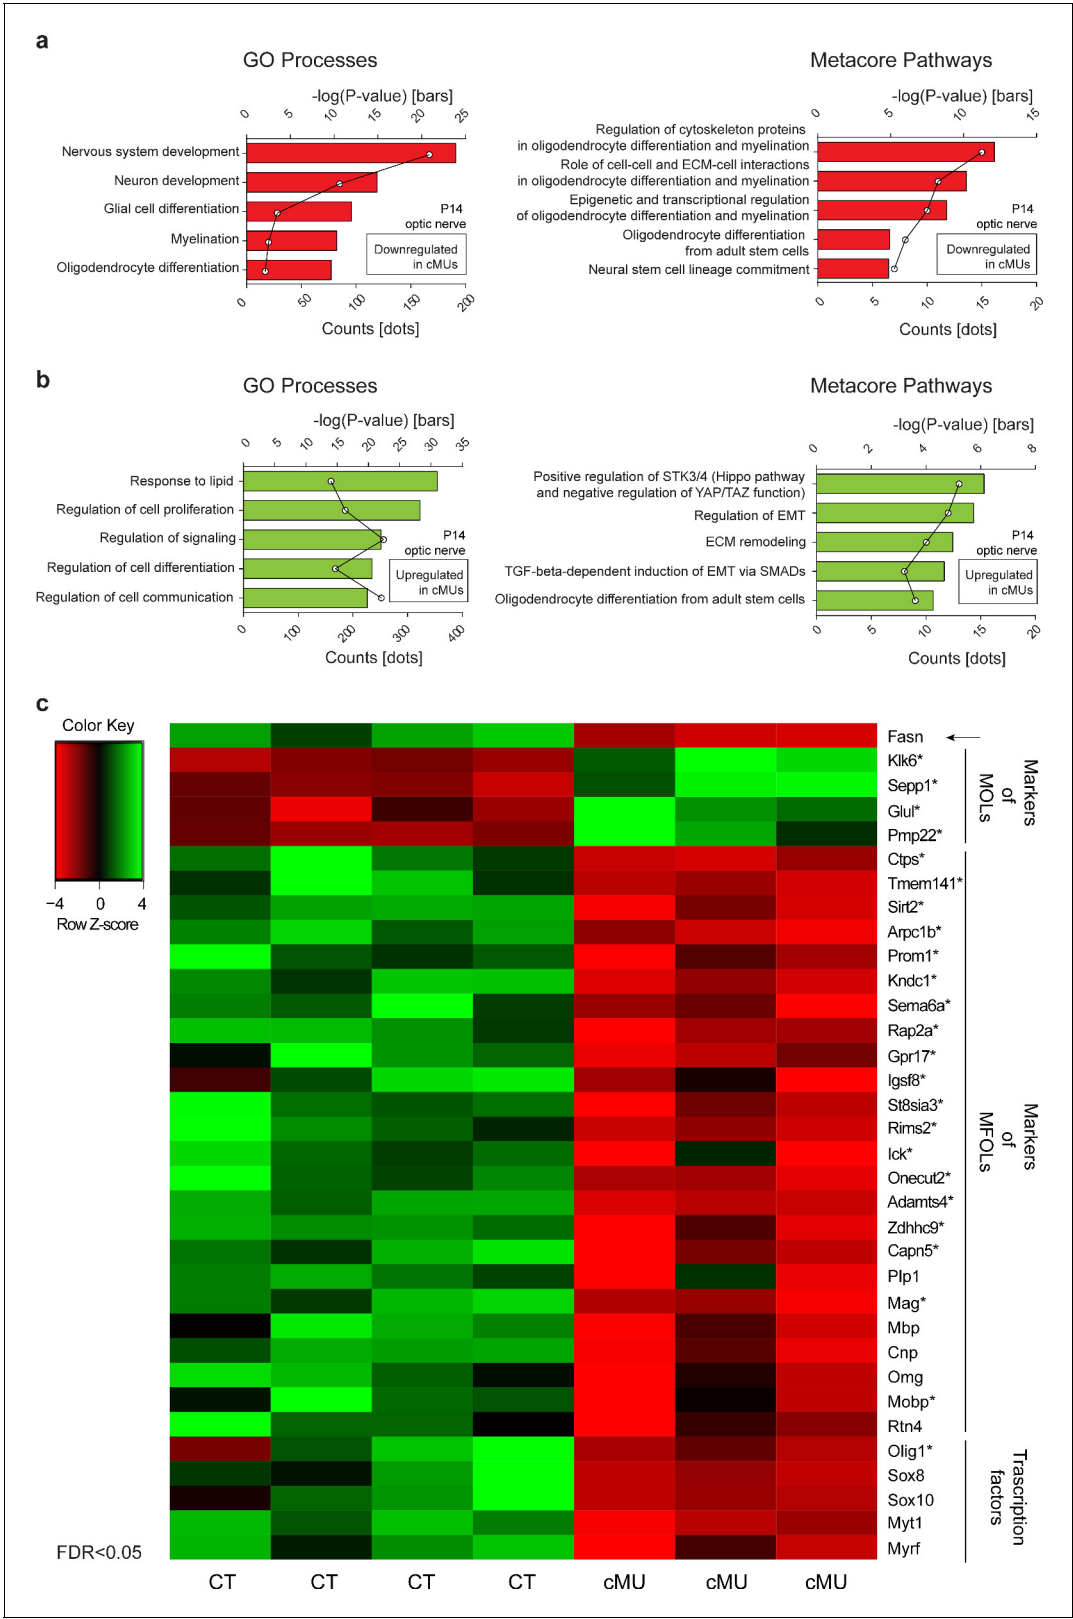 a
GO Processes
-log(P-value) [bars]
0 5 10 15 20 25
Nervous system development
Neuron development
Glial cell differentiation
Myelination
Oligodendrocyte differentiation
P14
optic nerve
Downregulated
in cMUs
0 50 100 150 200
Counts [dots]
Metacore Pathways
-log(P-value) [bars]
0 5 10 15
Regulation of cytoskeleton proteins
in oligodendrocyte differentiation and myelination
Role of cell-cell and ECM-cell interactions
in oligodendrocyte differentiation and myelination
Epigenetic and transcriptional regulation
of oligodendrocyte differentiation and myelination
Oligodendrocyte differentiation
from adult stem cells
Neural stem cell lineage commitment
P14
optic nerve
Downregulated
in cMUs
0 5 10 15 20
Counts [dots]
b
GO Processes
-log(P-value) [bars]
0 5 10 15 20 25 30 35
Response to lipid
Regulation of cell proliferation
Regulation of signaling
Regulation of cell differentiation
Regulation of cell communication
P14
optic nerve
Upregulated
in cMUs
0 100 200 300 400
Counts [dots]
Metacore Pathways
-log(P-value) [bars]
0 2 4 6 8
Positive regulation of STK3/4 (Hippo pathway
and negative regulation of YAP/TAZ function)
Regulation of EMT
ECM remodeling
TGF-beta-dependent induction of EMT via SMADs
Oligodendrocyte differentiation from adult stem cells
P14
optic nerve
Upregulated
in cMUs
0 5 10 15 20
Counts [dots]
c
Color Key
−4 0 4
Row Z-score
Fasn
Klk6*
Sepp1*
Glul*
Pmp22*
Ctps*
Tmem141*
Sirt2*
Arpc1b*
Prom1*
Kndc1*
Sema6a*
Rap2a*
Gpr17*
Igsf8*
St8sia3*
Rims2*
Ick*
Onecut2*
Adamts4*
Zdhhc9*
Capn5*
Plp1
Mag*
Mbp
Cnp
Omg
Mobp*
Rtn4
Olig1*
Sox8
Sox10
Myt1
Myrf
Markers
of
MOLs
Markers
of
MFOLs
Trascription
factors
FDR<0.05
CT CT CT CT cMU cMU cMU